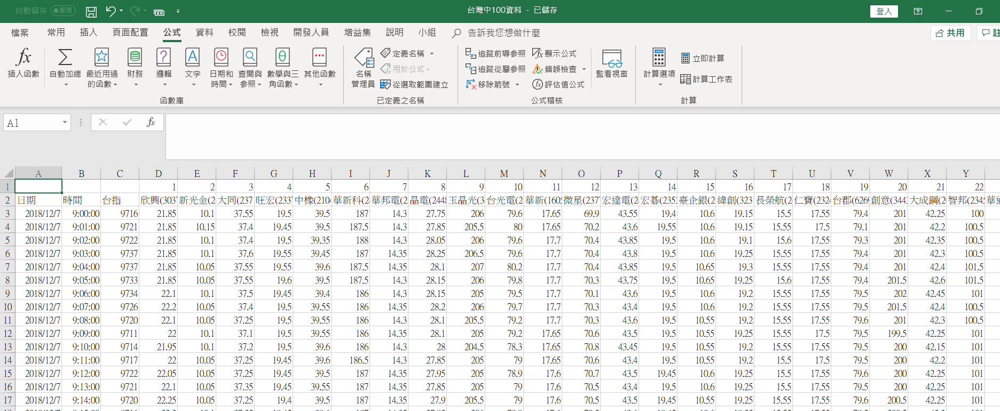 自動儲存 關閉 台灣中100資料 - 已儲存 登入
檔案 常用 插入 頁面配置 公式 資料 校閱 檢視 開發人員 增益集 說明 小組 告訴我您想做什麼 共用 註
插入函數 自動加總 最近用過的函數 財務 邏輯 文字 日期和時間 查閱與參照 數學與三角函數 其他函數
函數庫
名稱管理員 定義名稱 用於公式 從選取範圍建立
已定義之名稱
追蹤前導參照 追蹤從屬參照 移除箭號 顯示公式 錯誤檢查 評估值公式 監看視窗
公式稽核
計算選項 立即計算 計算工作表
計算
A1 fx
A B C D E F G H I J K L M N O P Q R S T U V W X Y
1 1 2 3 4 5 6 7 8 9 10 11 12 13 14 15 16 17 18 19 20 21 22
2 日期 時間 台指 欣興(303 新光金(2 大同(237 旺宏(233 中橡(210 華新科(2 華邦電(2 晶電(244 玉晶光(3 台光電(2 華新(160 微星(237 宏達電(2 宏碁(235 臺企銀(2 緯創(323 長榮航(2 仁寶(232 台郡(626 創意(344 大成鋼(2 智邦(234 華
3 2018/12/7 9:00:00 9716 21.85 10.1 37.55 19.5 39.5 187 14.3 27.75 206 79.6 17.65 69.9 43.55 19.4 10.6 19.15 15.5 17.55 79.4 201 42.25 100
4 2018/12/7 9:01:00 9721 21.85 10.15 37.4 19.45 39.5 187.5 14.3 27.85 205.5 80 17.65 70.2 43.6 19.55 10.6 19.15 15.55 17.5 79.1 201 42.2 100.5
5 2018/12/7 9:02:00 9722 21.85 10.1 37.4 19.5 39.35 188 14.3 28.05 206 79.6 17.7 70.4 43.85 19.5 10.6 19.1 15.6 17.55 79.3 201 42.35 100.5
6 2018/12/7 9:03:00 9737 21.85 10.1 37.6 19.55 39.45 187 14.35 28.25 206.5 79.6 17.7 70.4 43.8 19.5 10.6 19.25 15.55 17.55 79.4 201 42.3 100.5
7 2018/12/7 9:04:00 9737 21.85 10.05 37.55 19.55 39.6 187.5 14.35 28.1 207 80.2 17.7 70.4 43.85 19.5 10.65 19.3 15.55 17.55 79.4 201 42.4 101.5
8 2018/12/7 9:05:00 9733 21.85 10.05 37.55 19.6 39.5 187.5 14.3 28.15 206 79.8 17.7 70.3 43.75 19.5 10.65 19.25 15.6 17.55 79.4 201.5 42.6 101.5
9 2018/12/7 9:06:00 9734 22.1 10.1 37.5 19.45 39.4 186 14.3 28.15 205 79.5 17.7 70.1 43.6 19.5 10.6 19.2 15.55 17.55 79.5 202 42.45 101
10 2018/12/7 9:07:00 9726 22.2 10.05 37.4 19.5 39.55 186 14.35 28.2 206 79.7 17.7 70.3 43.4 19.5 10.6 19.2 15.55 17.55 79.5 201.5 42.4 100.5
11 2018/12/7 9:08:00 9720 22.1 10.05 37.25 19.5 39.55 186 14.3 28.1 205.5 79.2 17.7 70.3 43.6 19.5 10.55 19.2 15.55 17.55 79.6 201 42.3 100.5
12 2018/12/7 9:09:00 9711 22 10.1 37.1 19.5 39.55 186 14.35 28.1 205 79.2 17.65 70.6 43.5 19.5 10.55 19.25 15.55 17.5 79.5 199.5 42.25 101
13 2018/12/7 9:10:00 9714 21.95 10.1 37.2 19.5 39.6 186 14.3 28 204.5 78.3 17.65 70.8 43.45 19.5 10.55 19.2 15.55 17.55 79.5 200 42.15 101
14 2018/12/7 9:11:00 9717 22 10.05 37.25 19.45 39.6 186.5 14.3 27.85 205 79 17.65 70.6 43.4 19.5 10.55 19.2 15.5 17.5 79.5 200 42.2 101
15 2018/12/7 9:12:00 9722 22.05 10.05 37.25 19.45 39.5 187 14.35 27.95 205 78.9 17.6 70.7 43.5 19.45 10.6 19.25 15.5 17.55 79.6 200 42.25 101
16 2018/12/7 9:13:00 9721 22.1 10.05 37.35 19.45 39.55 187 14.35 27.85 205 79 17.6 70.5 43.4 19.5 10.6 19.25 15.5 17.55 79.5 200 42.25 101
17 2018/12/7 9:14:00 9720 22.25 10.05 37.25 19.4 39.5 187 14.35 27.9 205.5 79 17.6 70.5 43.5 19.45 10.55 19.25 15.55 17.55 79.6 200.5 42.25 101